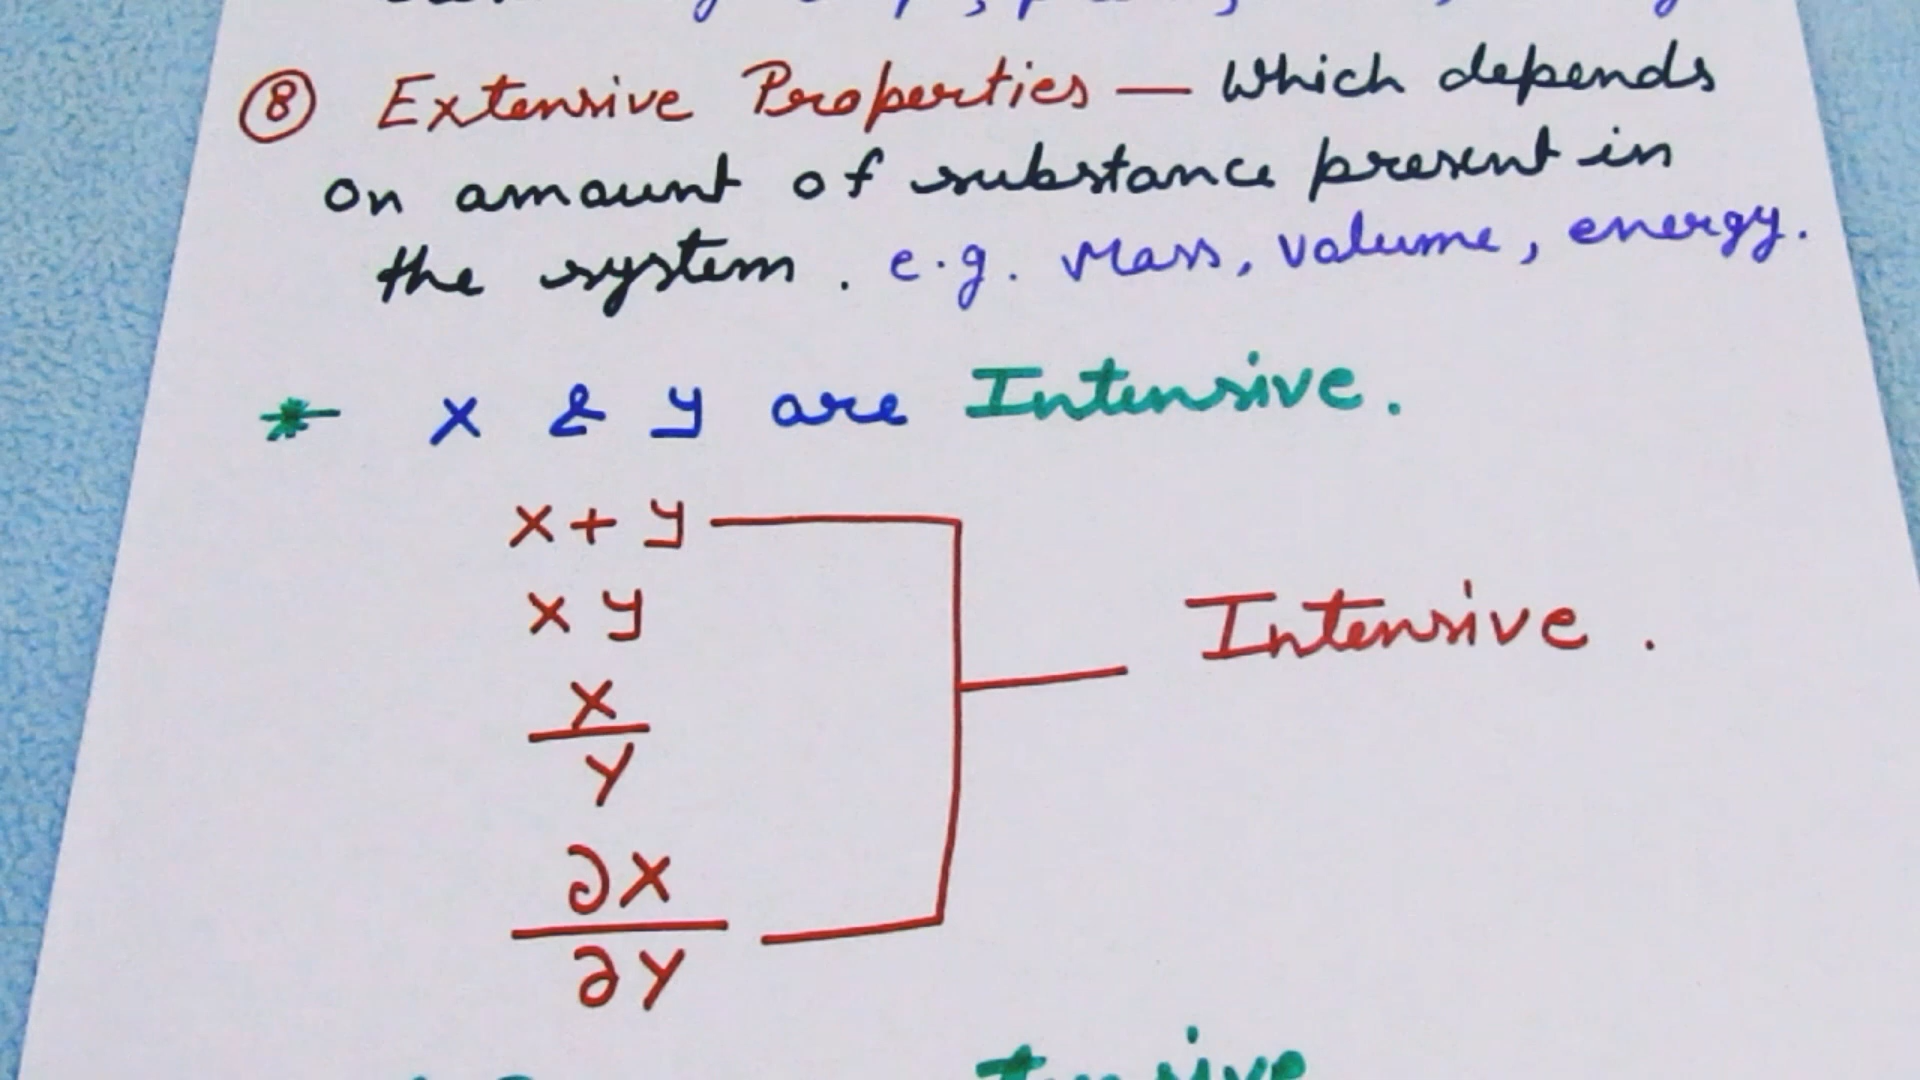 ⑧ Extensive Properties — Which depends
on amount of substance present in
the system. e.g. Mass, volume, energy.
* X & Y are Intensive.
X + Y
X Y
X
Y
Intensive.
∂X
∂Y